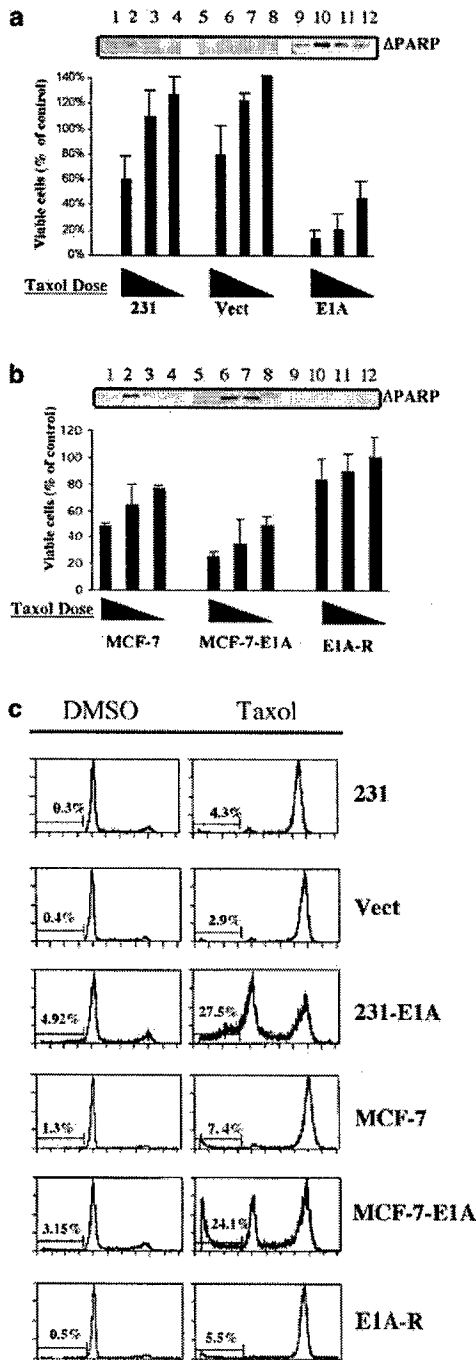 a
1 2 3 4 5 6 7 8 9 10 11 12
ΔPARP
Viable cells (% of control)
140%
120%
100%
80%
60%
40%
20%
0%
Taxol Dose
231 Vect E1A
b
1 2 3 4 5 6 7 8 9 10 11 12
ΔPARP
Viable cells (% of control)
120
100
80
60
40
20
0
Taxol Dose
MCF-7 MCF-7-E1A E1A-R
c
DMSO Taxol
0.3% 4.3% 231
0.4% 2.9% Vect
4.92% 27.5% 231-E1A
1.3% 7.4% MCF-7
3.15% 24.1% MCF-7-E1A
0.5% 5.5% E1A-R